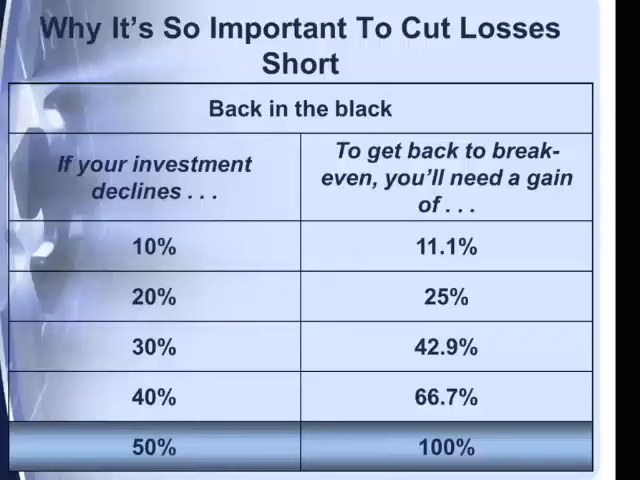 Why It's So Important To Cut Losses
Short
Back in the black
If your investment
declines . . .
To get back to break-
even, you'll need a gain
of . . .
10%
11.1%
20%
25%
30%
42.9%
40%
66.7%
50%
100%